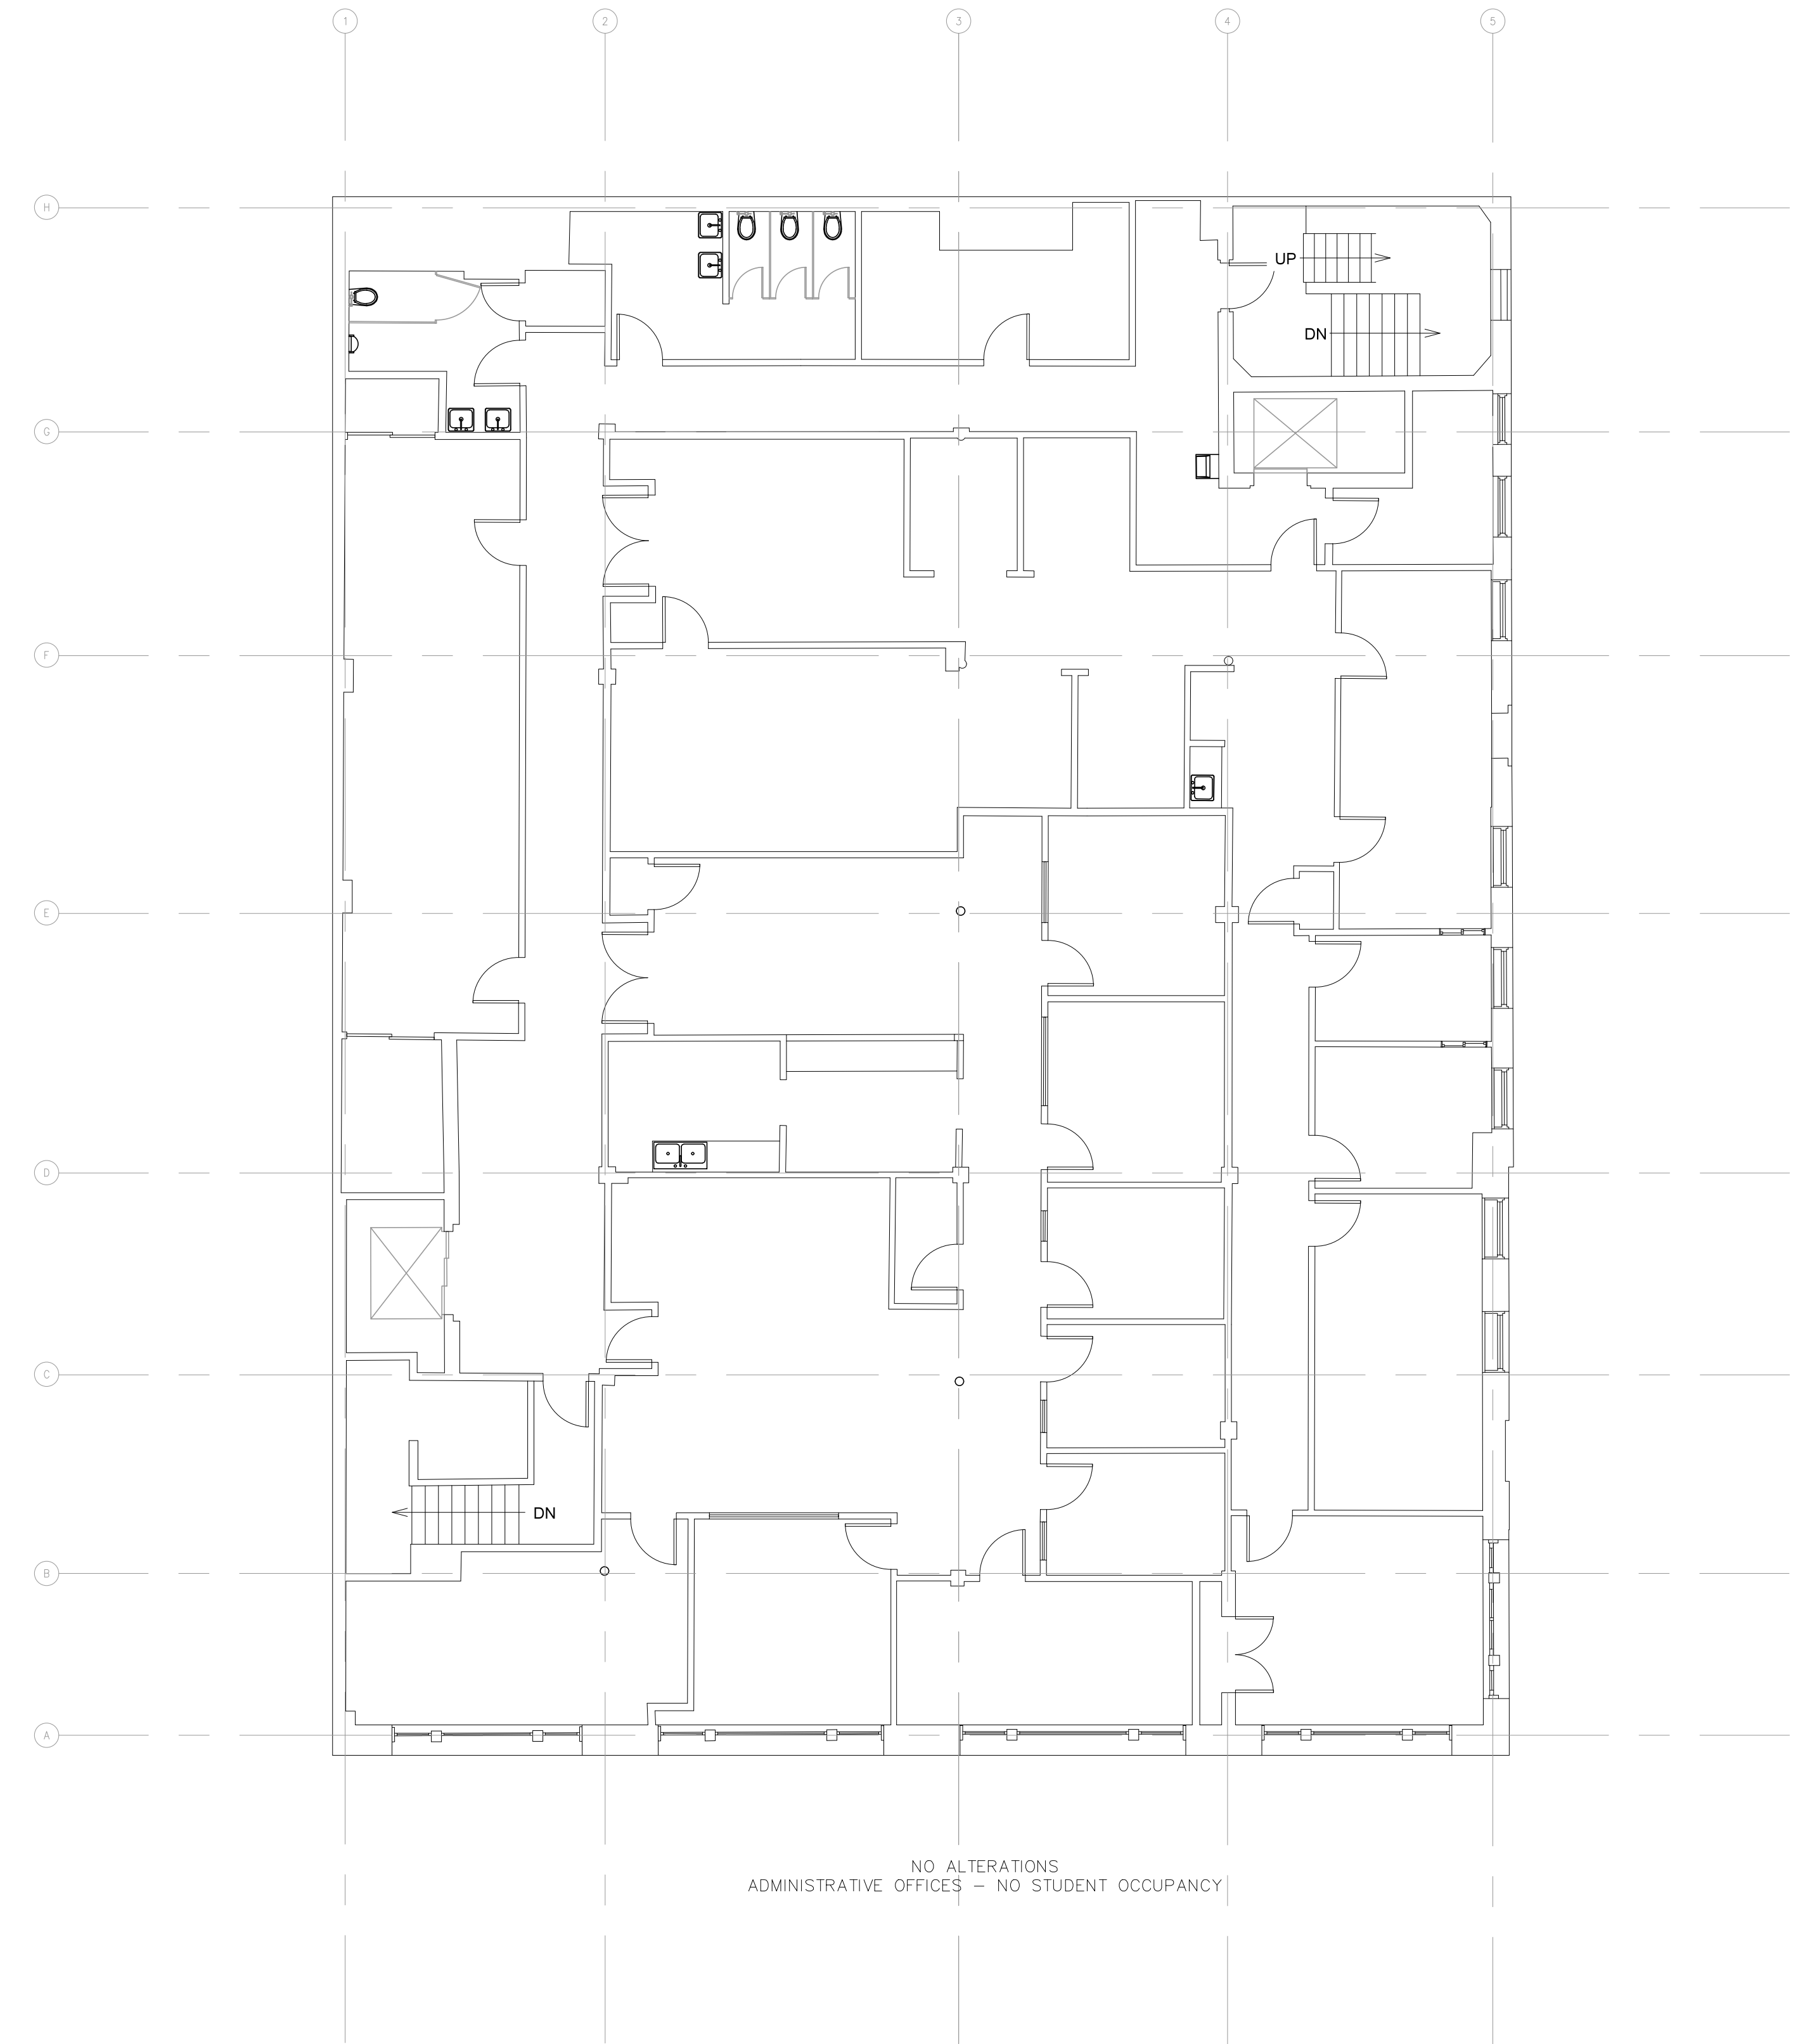 1 2 3 4 5
H
UP
DN
G
F
E
D
C
DN
B
A
NO ALTERATIONS
ADMINISTRATIVE OFFICES – NO STUDENT OCCUPANCY